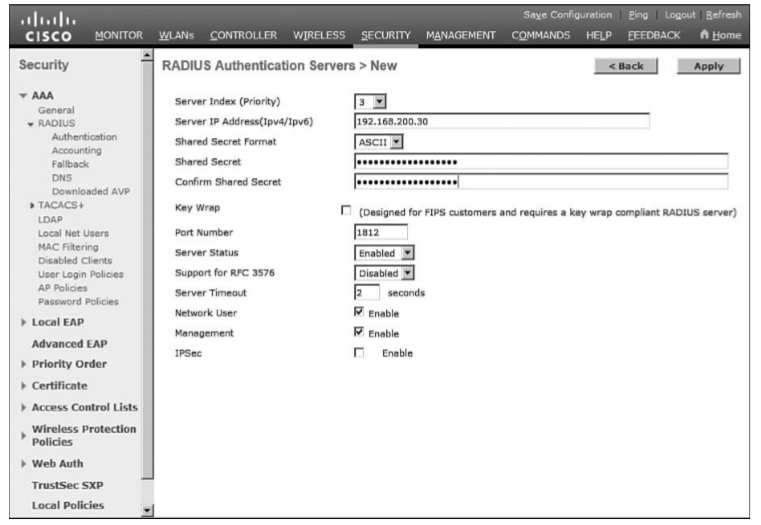 Save Configuration Ping Logout Refresh
CISCO MONITOR WLANs CONTROLLER WIRELESS SECURITY MANAGEMENT COMMANDS HELP FEEDBACK Home
Security
AAA
General
RADIUS
Authentication
Accounting
Fallback
DNS
Downloaded AVP
TACACS+
LDAP
Local Net Users
MAC Filtering
Disabled Clients
User Login Policies
AP Policies
Password Policies
Local EAP
Advanced EAP
Priority Order
Certificate
Access Control Lists
Wireless Protection
Policies
Web Auth
TrustSec SXP
Local Policies
RADIUS Authentication Servers > New
< Back Apply
Server Index (Priority) 3
Server IP Address(Ipv4/Ipv6) 192.168.200.30
Shared Secret Format ASCII
Shared Secret ••••••••••••••••••
Confirm Shared Secret ••••••••••••••••••
Key Wrap (Designed for FIPS customers and requires a key wrap compliant RADIUS server)
Port Number 1812
Server Status Enabled
Support for RFC 3576 Disabled
Server Timeout 2 seconds
Network User Enable
Management Enable
IPSec Enable